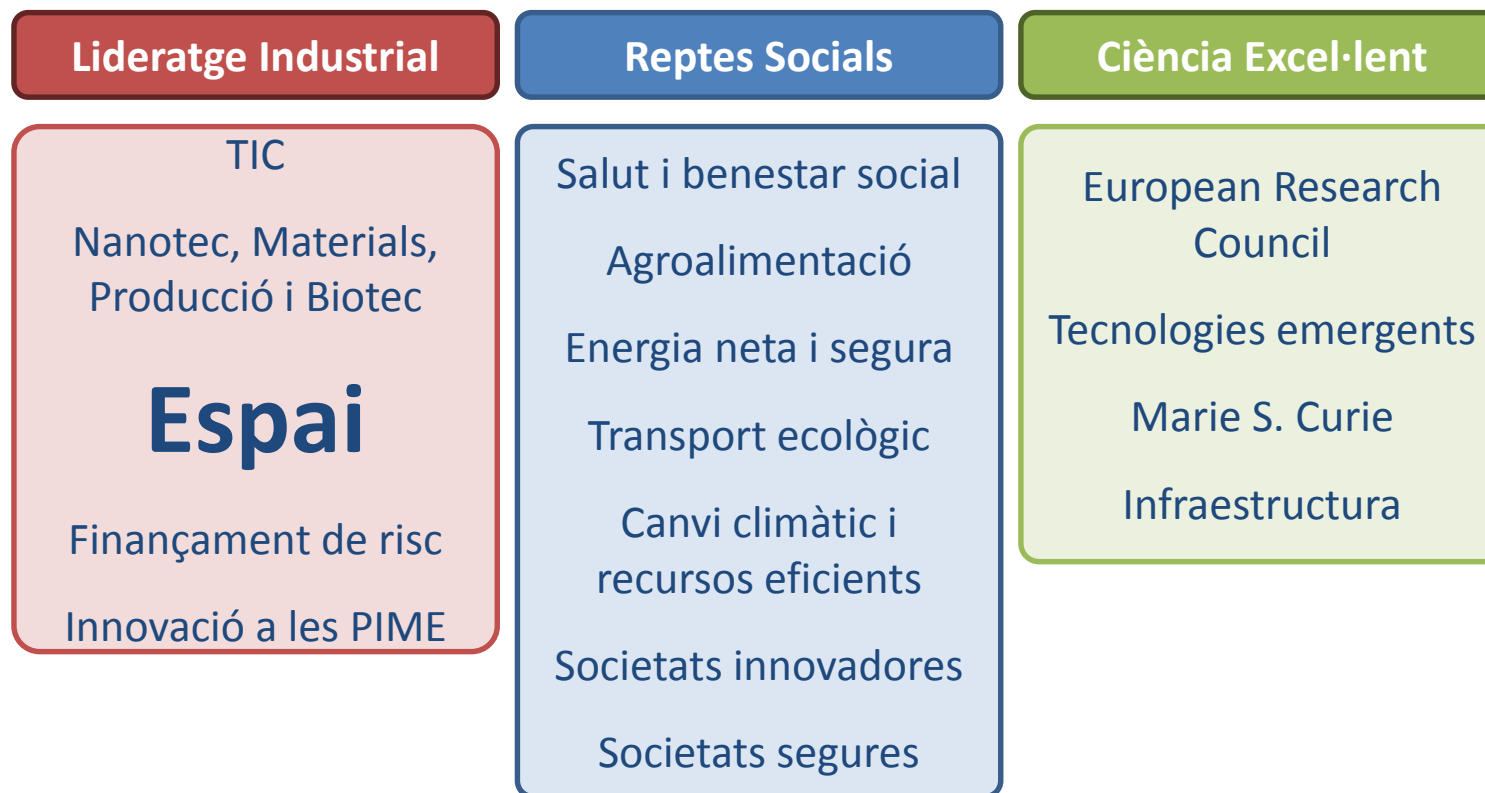 Lideratge Industrial
TIC
Nanotec, Materials,
Producció i Biotec
Espai
Finançament de risc
Innovació a les PIME
Reptes Socials
Salut i benestar social
Agroalimentació
Energia neta i segura
Transport ecològic
Canvi climàtic i
recursos eficients
Societats innovadores
Societats segures
Ciència Excel·lent
European Research
Council
Tecnologies emergents
Marie S. Curie
Infraestructura